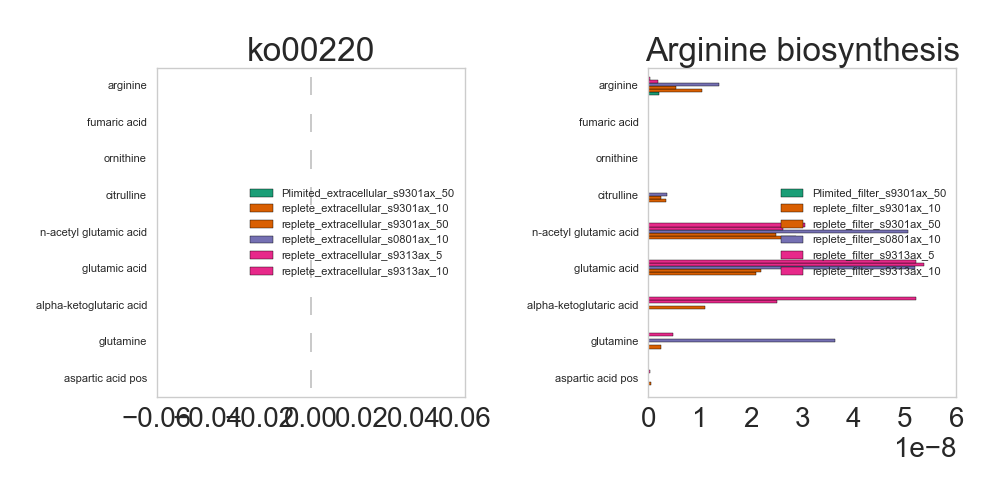 ko00220
Arginine biosynthesis
arginine
fumaric acid
ornithine
citrulline
n-acetyl glutamic acid
glutamic acid
alpha-ketoglutaric acid
glutamine
aspartic acid pos
Plimited_extracellular_s9301ax_50
replete_extracellular_s9301ax_10
replete_extracellular_s9301ax_50
replete_extracellular_s0801ax_10
replete_extracellular_s9313ax_5
replete_extracellular_s9313ax_10
−0.06 −0.04 −0.02 0.00 0.02 0.04 0.06
arginine
fumaric acid
ornithine
citrulline
n-acetyl glutamic acid
glutamic acid
alpha-ketoglutaric acid
glutamine
aspartic acid pos
Plimited_filter_s9301ax_50
replete_filter_s9301ax_10
replete_filter_s9301ax_50
replete_filter_s0801ax_10
replete_filter_s9313ax_5
replete_filter_s9313ax_10
0 1 2 3 4 5 6
1e−8